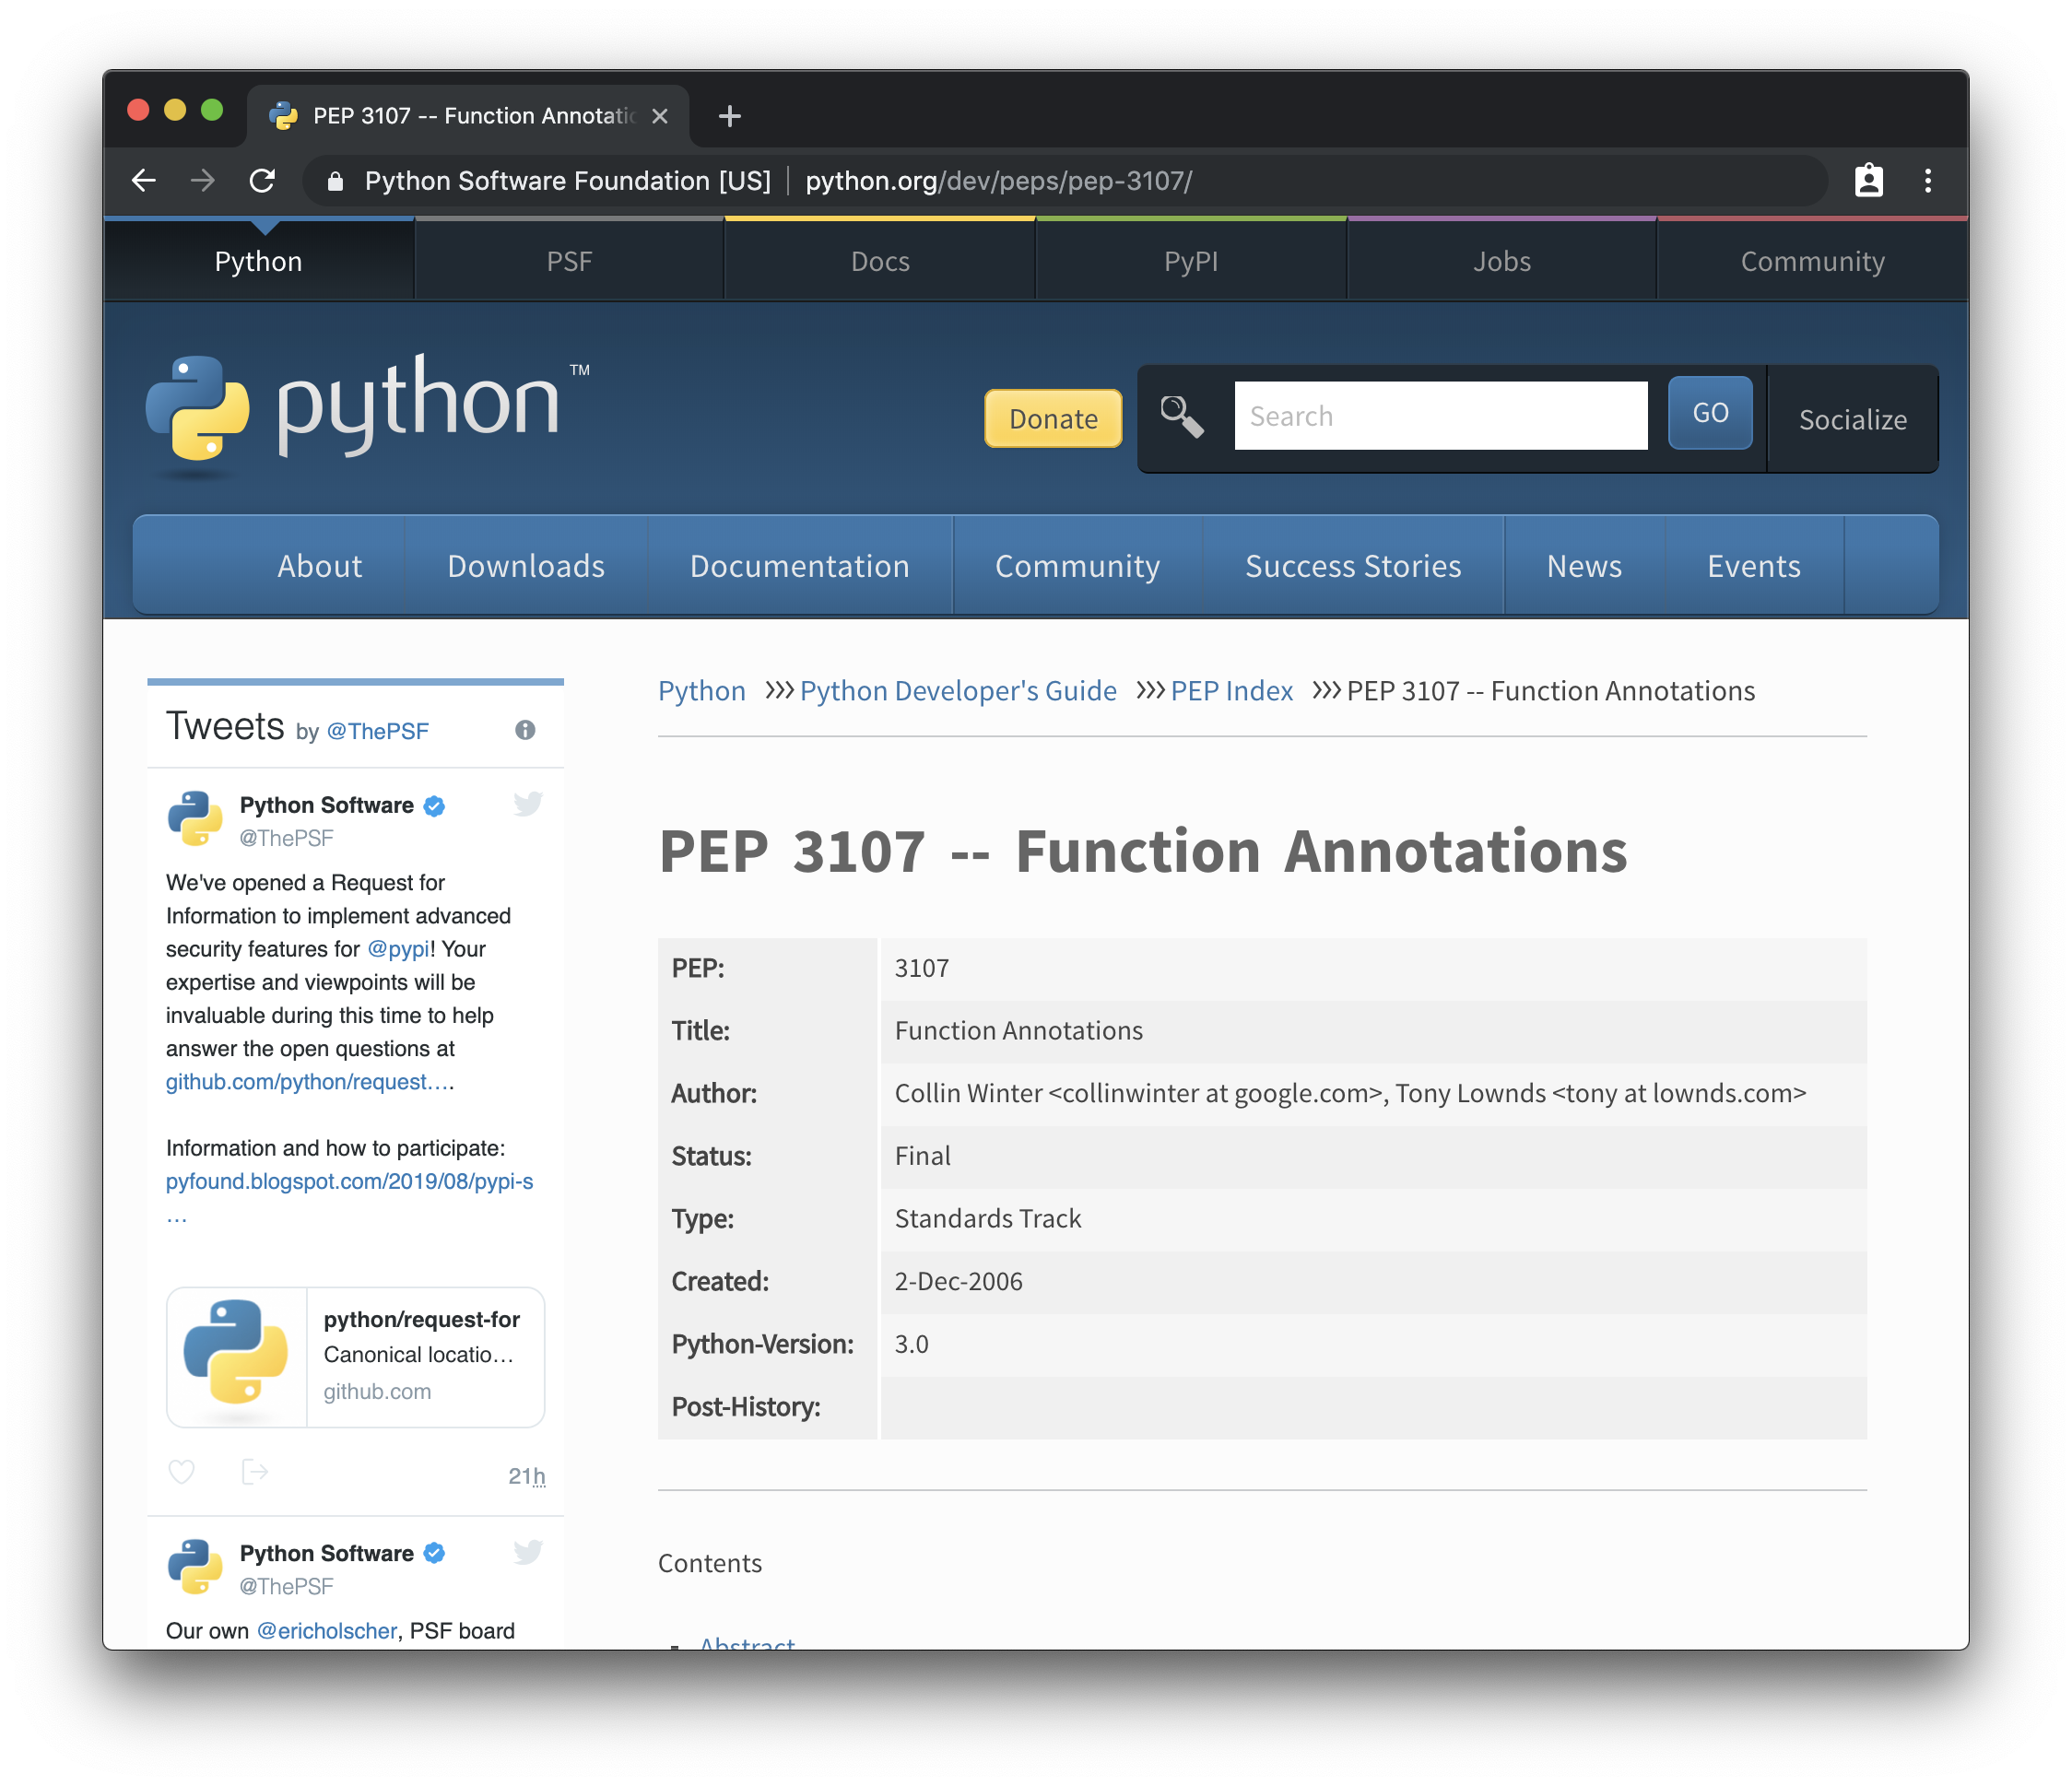 PEP 3107 -- Function Annotatio
Python Software Foundation [US] | python.org/dev/peps/pep-3107/
Python PSF Docs PyPI Jobs Community
python TM
Donate Search GO Socialize
About Downloads Documentation Community Success Stories News Events
Tweets by @ThePSF
Python Software
@ThePSF
We've opened a Request for
Information to implement advanced
security features for @pypi! Your
expertise and viewpoints will be
invaluable during this time to help
answer the open questions at
github.com/python/request….
Information and how to participate:
pyfound.blogspot.com/2019/08/pypi-s
…
python/request-for
Canonical locatio…
github.com
21h
Python Software
@ThePSF
Our own @ericholscher, PSF board
Python >>> Python Developer's Guide >>> PEP Index >>> PEP 3107 -- Function Annotations
PEP 3107 -- Function Annotations
PEP: 3107
Title: Function Annotations
Author: Collin Winter <collinwinter at google.com>, Tony Lownds <tony at lownds.com>
Status: Final
Type: Standards Track
Created: 2-Dec-2006
Python-Version: 3.0
Post-History:
Contents
Abstract